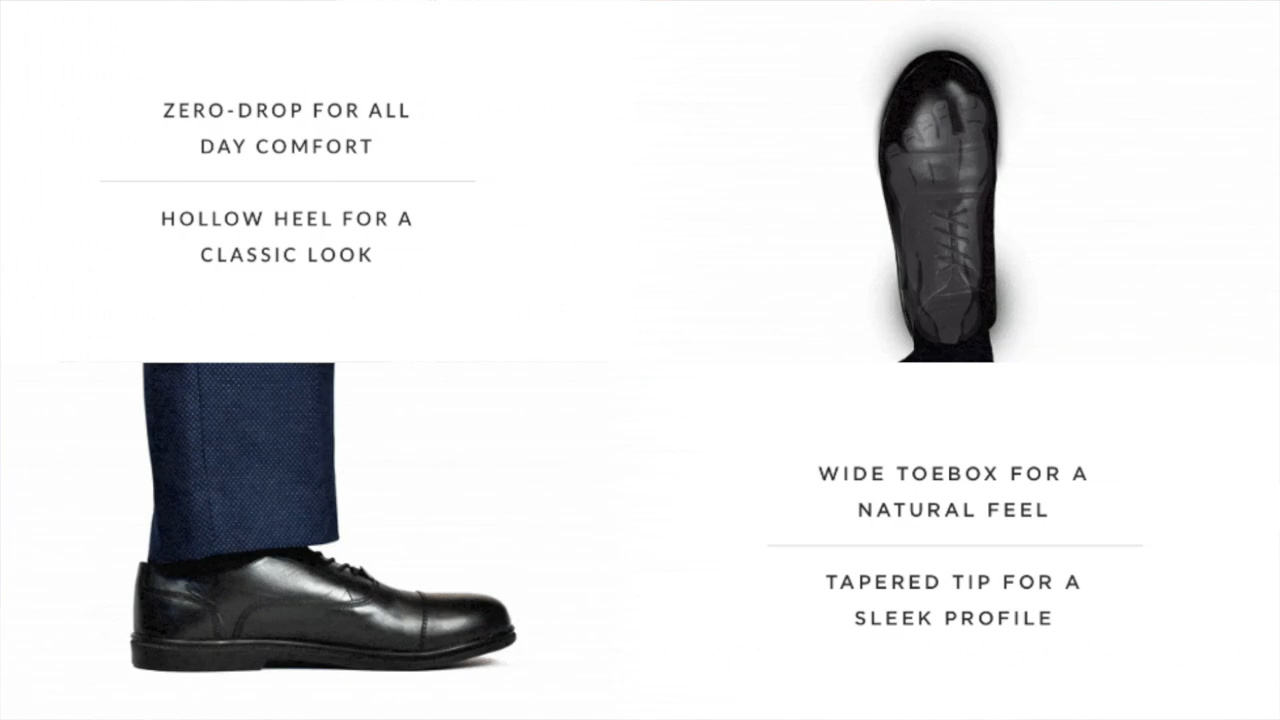 ZERO-DROP FOR ALL
DAY COMFORT
HOLLOW HEEL FOR A
CLASSIC LOOK
WIDE TOEBOX FOR A
NATURAL FEEL
TAPERED TIP FOR A
SLEEK PROFILE